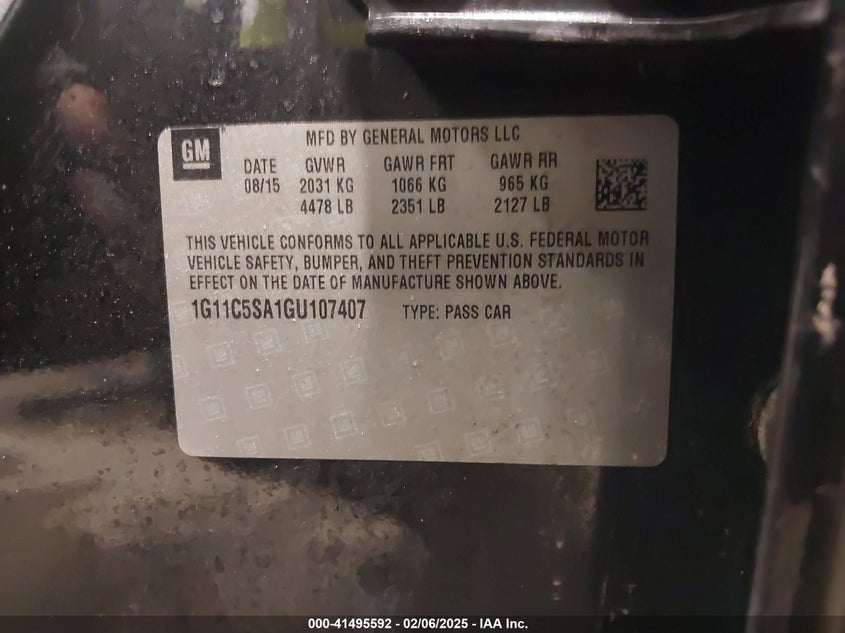 GM
MFD BY GENERAL MOTORS LLC
DATE GVWR GAWR FRT GAWR RR
08/15 2031 KG 1066 KG 965 KG
4478 LB 2351 LB 2127 LB
THIS VEHICLE CONFORMS TO ALL APPLICABLE U.S. FEDERAL MOTOR
VEHICLE SAFETY, BUMPER, AND THEFT PREVENTION STANDARDS IN
EFFECT ON THE DATE OF MANUFACTURE SHOWN ABOVE.
1G11C5SA1GU107407 TYPE: PASS CAR
000-41495592 - 02/06/2025 - IAA Inc.